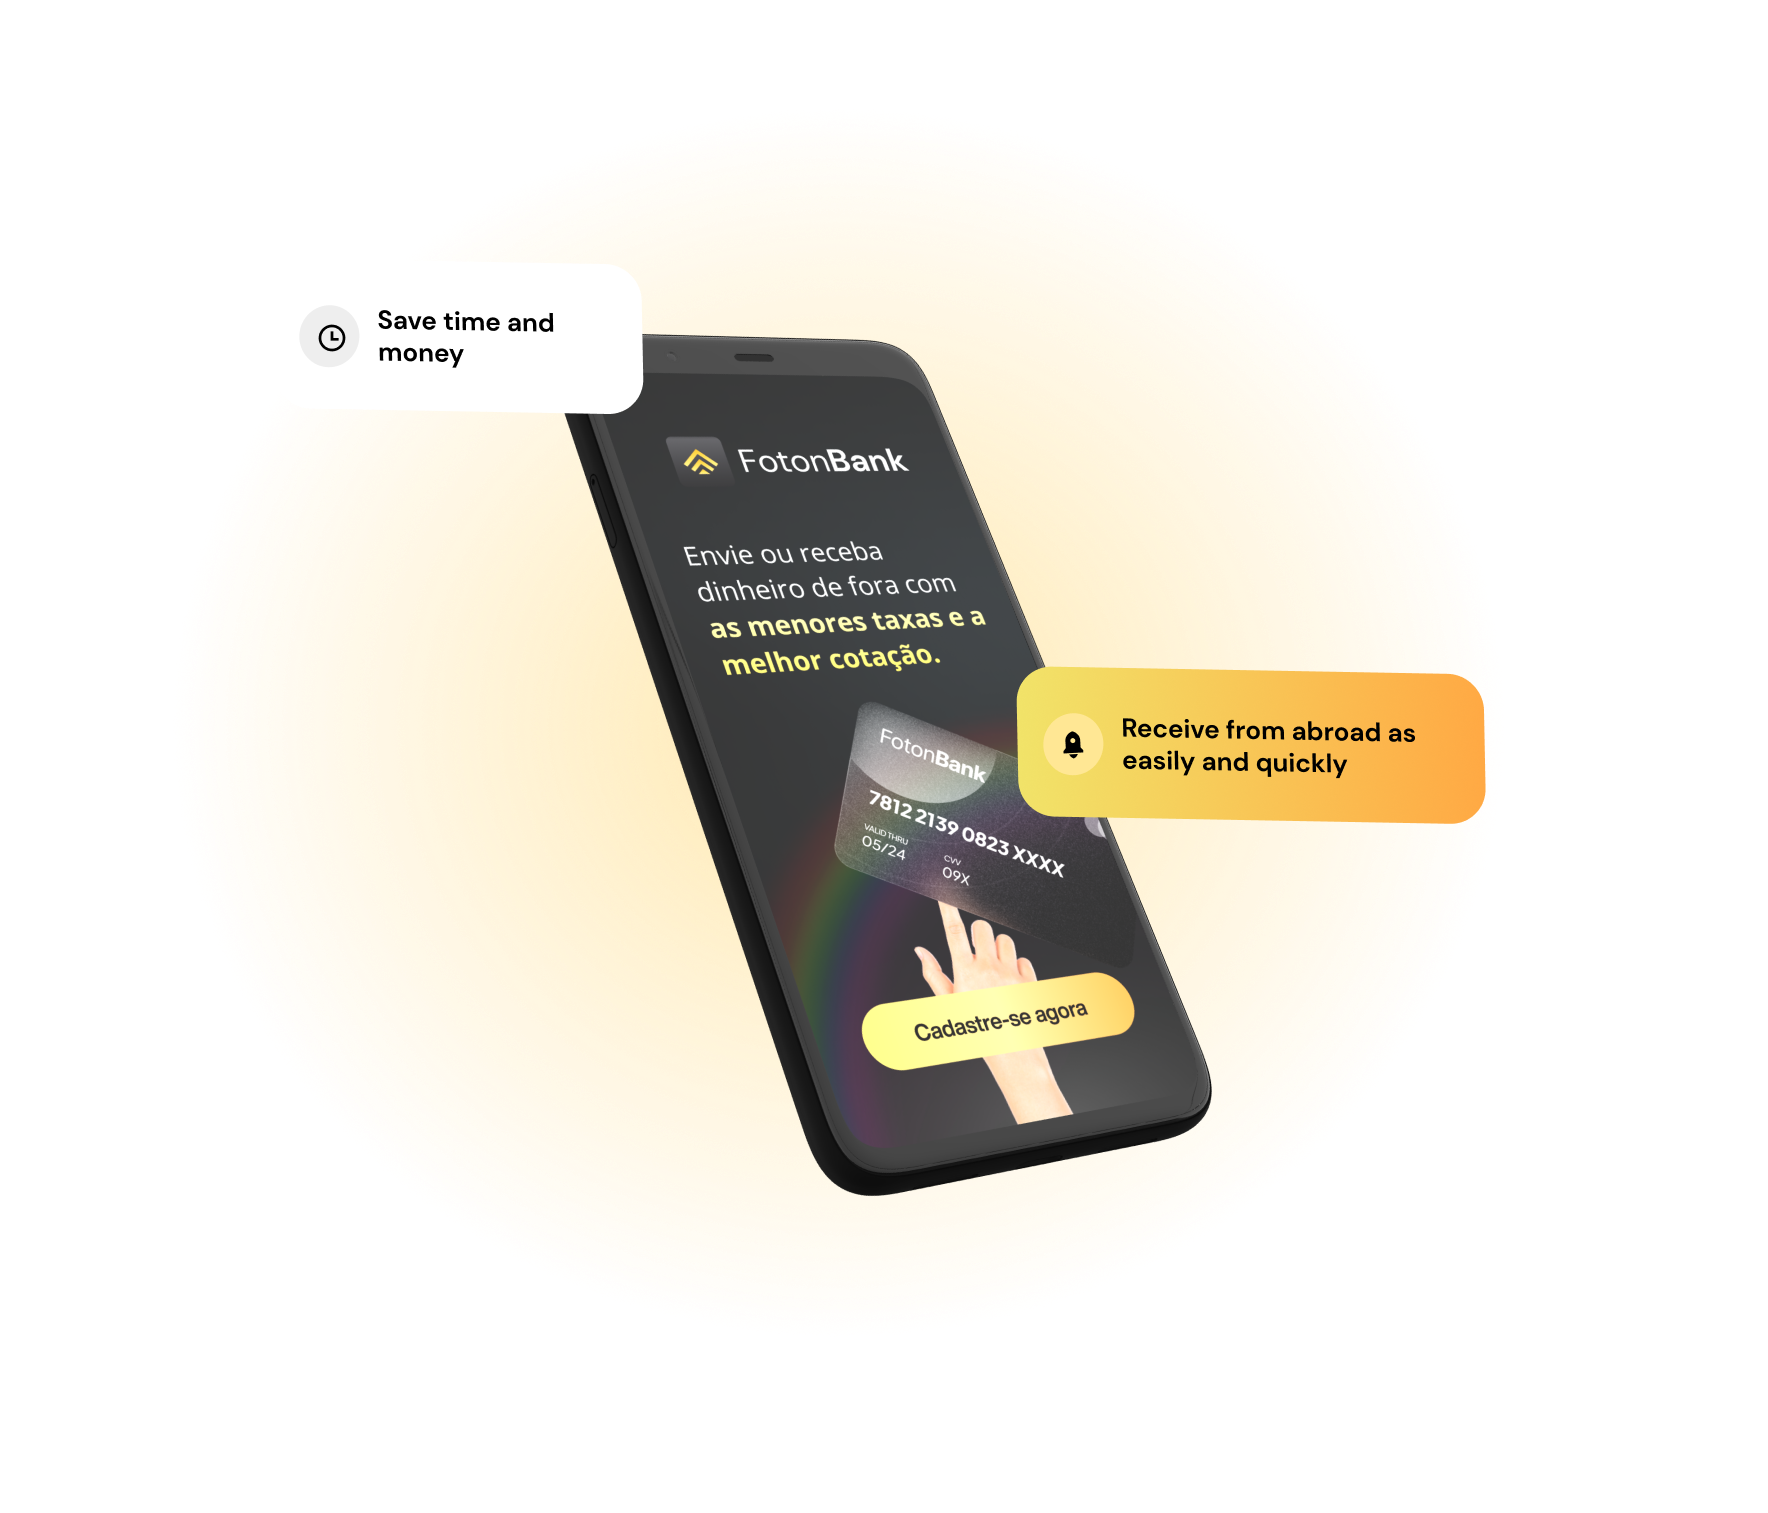 Save time and
money
FotonBank
Envie ou receba
dinheiro de fora com
as menores taxas e a
melhor cotação.
Receive from abroad as
easily and quickly
FotonBank
7812 2139 0823 XXXX
VALID THRU
05/24
CVV
09X
Cadastre-se agora